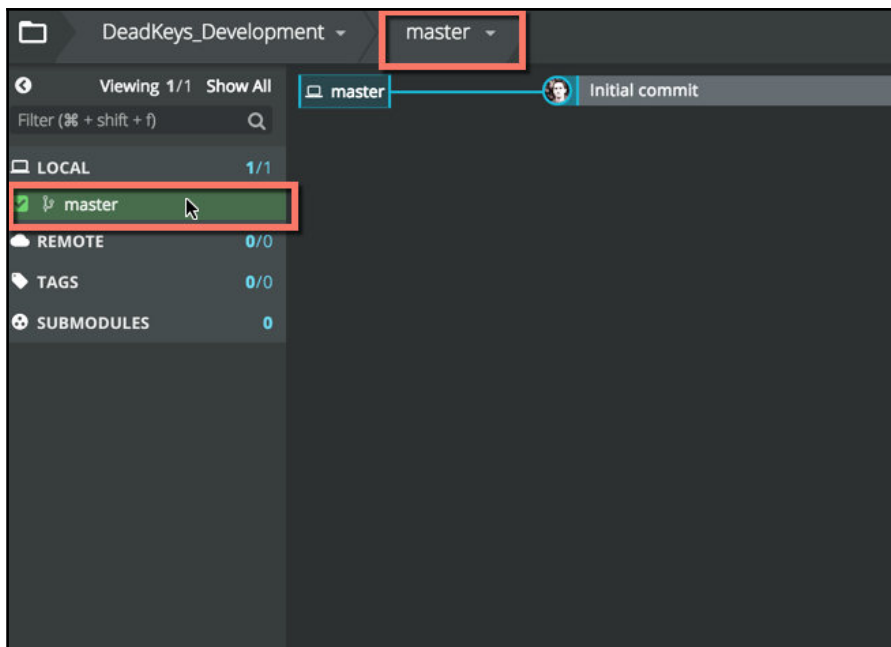 DeadKeys_Development master
Viewing 1/1 Show All
Filter (⌘ + shift + f)
LOCAL 1/1
master
REMOTE 0/0
TAGS 0/0
SUBMODULES 0
master Initial commit